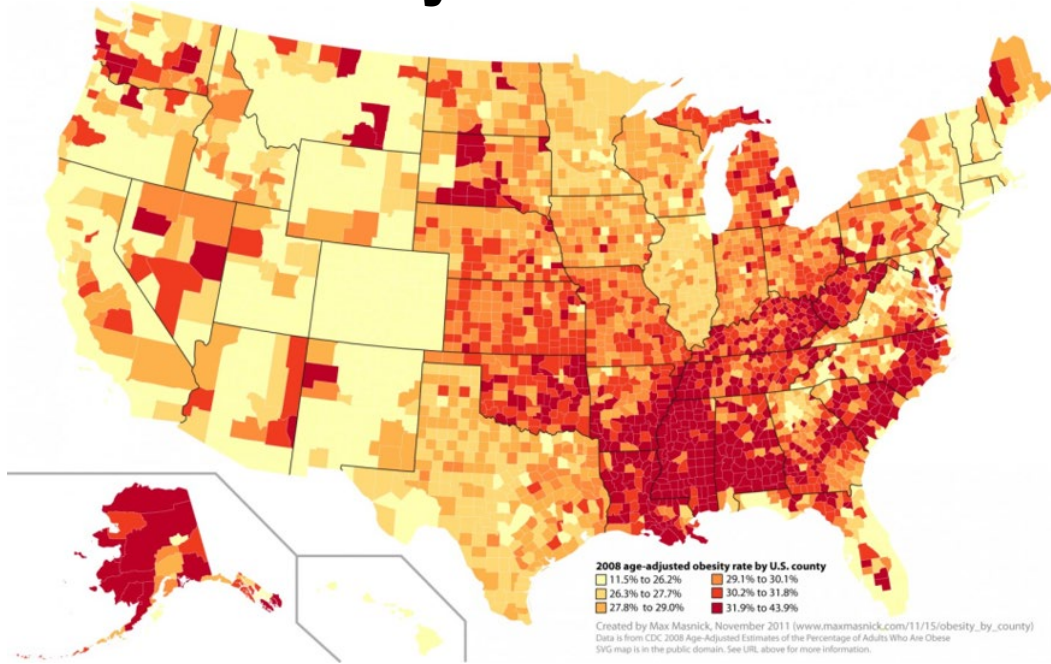 2008 age-adjusted obesity rate by U.S. county
11.5% to 26.2%
26.3% to 27.7%
27.8% to 29.0%
29.1% to 30.1%
30.2% to 31.8%
31.9% to 43.9%
Created by Max Masnick, November 2011 (www.maxmasnick.com/11/15/obesity_by_county)
Data is from CDC 2008 Age-Adjusted Estimates of the Percentage of Adults Who Are Obese
SVG map is in the public domain. See URL above for more information.